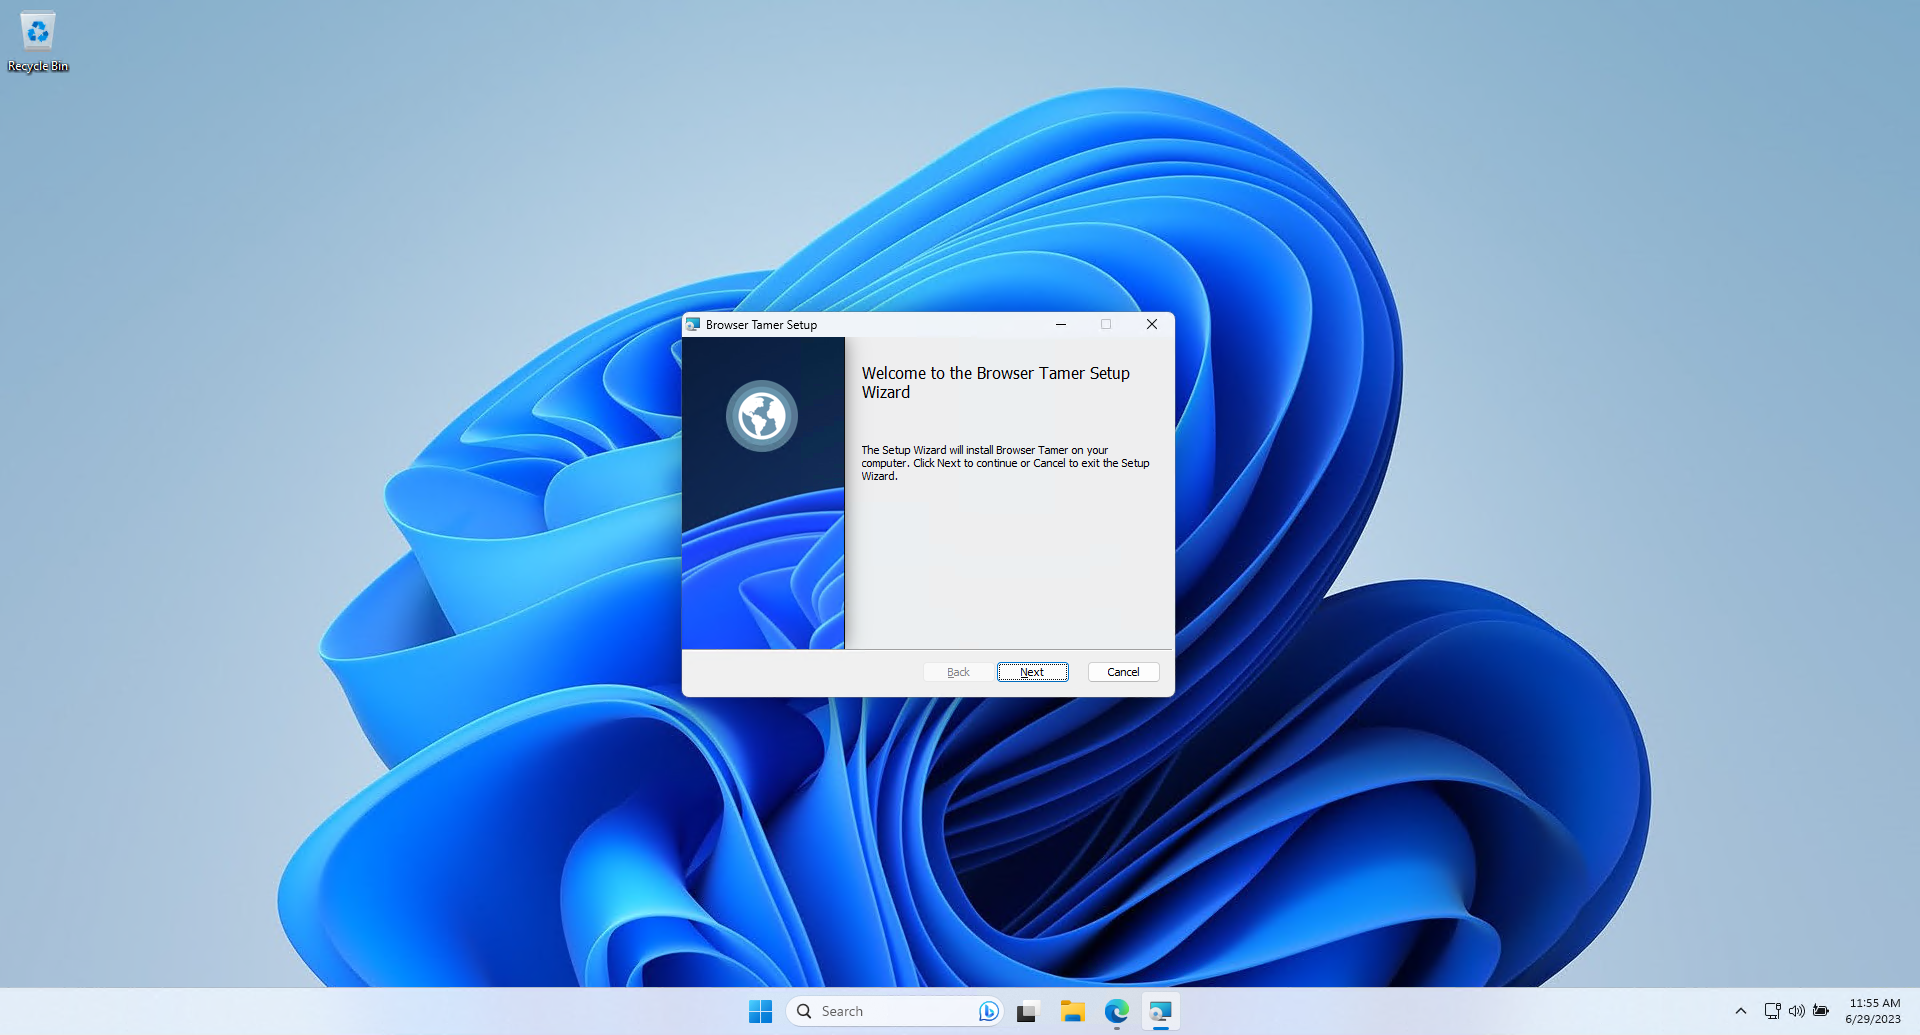 Recycle Bin
Browser Tamer Setup
Welcome to the Browser Tamer Setup
Wizard
The Setup Wizard will install Browser Tamer on your
computer. Click Next to continue or Cancel to exit the Setup
Wizard.
Back
Next
Cancel
Search
11:55 AM
6/29/2023